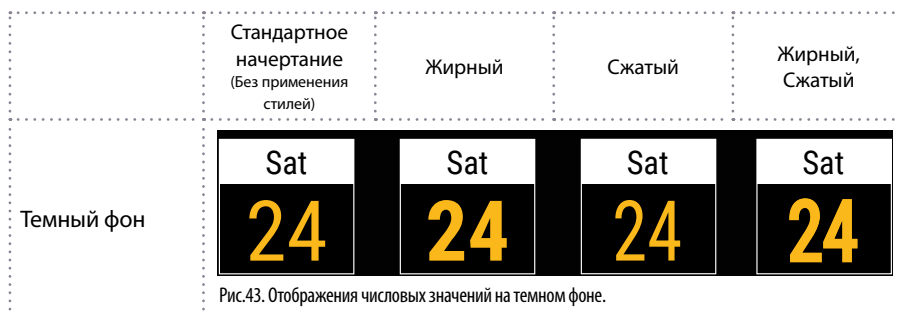 Стандартное
начертание
(Без применения
стилей)
Жирный
Сжатый
Жирный,
Сжатый
Темный фон
Sat
24
Sat
24
Sat
24
Sat
24
Рис.43. Отображения числовых значений на темном фоне.